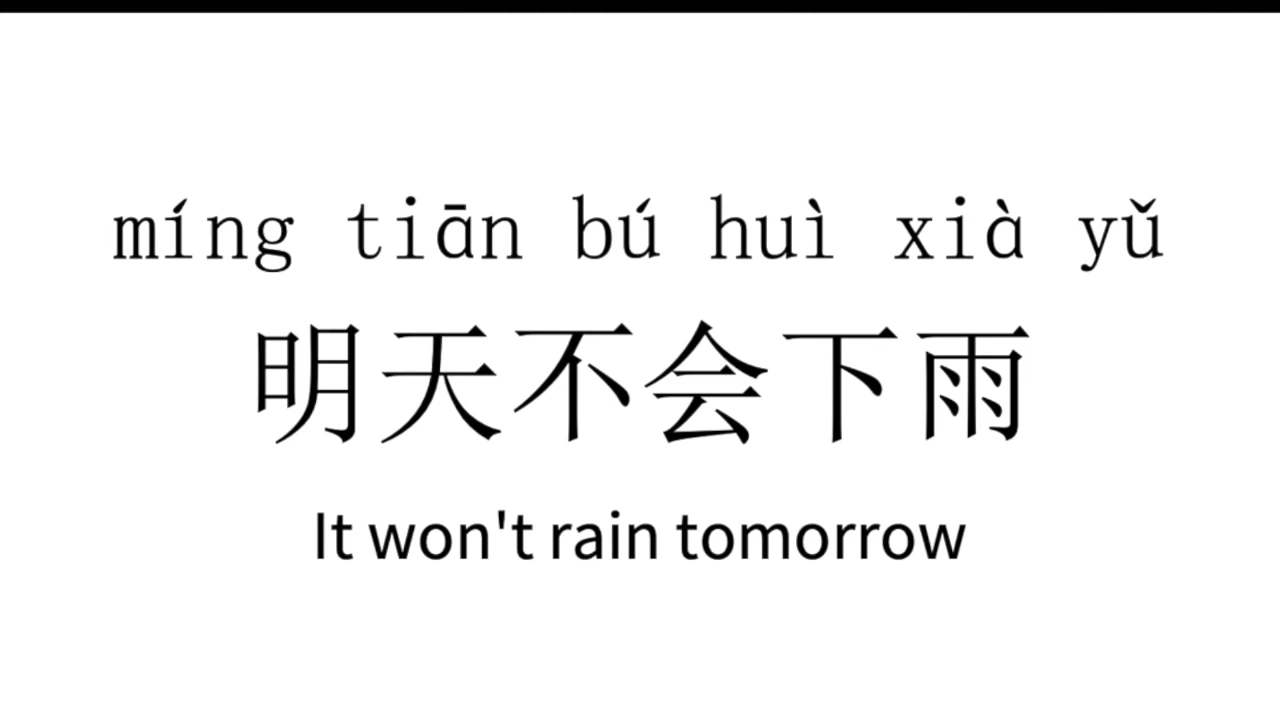 míng tiān bú huì xià yǔ
明天不会下雨
It won't rain tomorrow